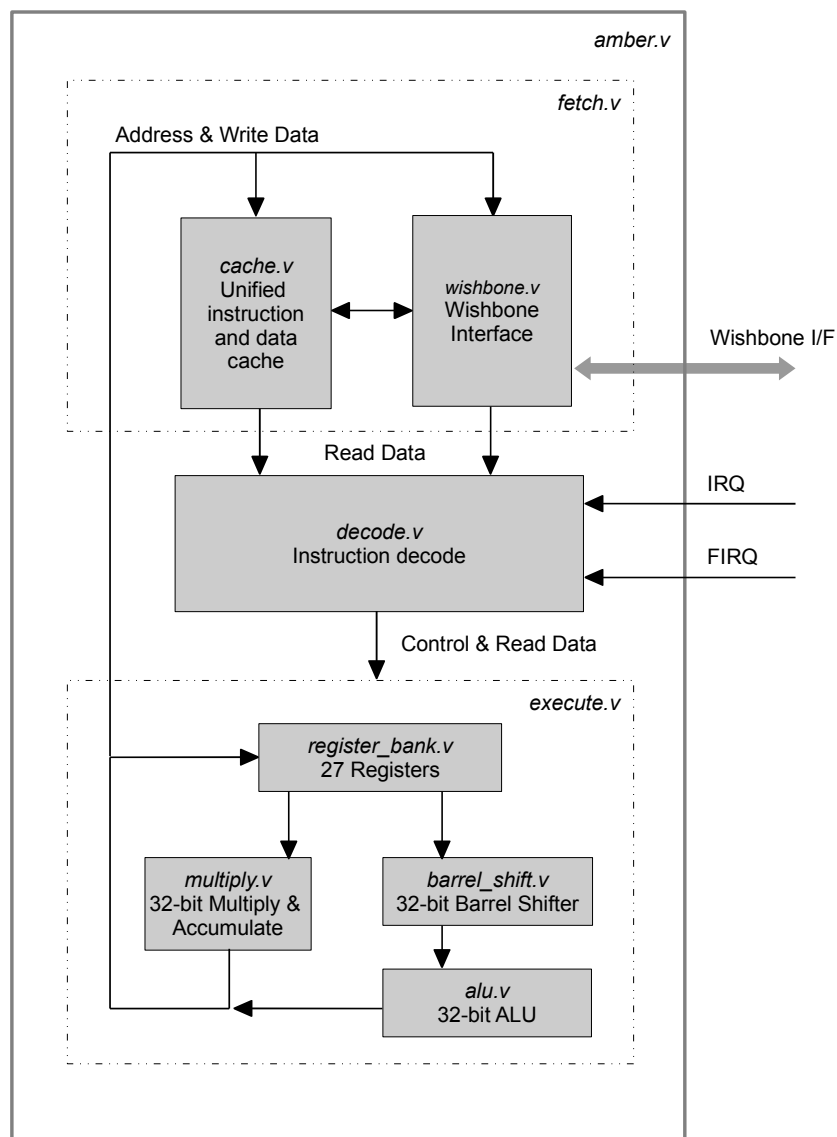 amber.v
fetch.v
Address & Write Data
cache.v
Unified
instruction
and data
cache
wishbone.v
Wishbone
Interface
Wishbone I/F
Read Data
IRQ
decode.v
Instruction decode
FIRQ
Control & Read Data
execute.v
register_bank.v
27 Registers
multiply.v
32-bit Multiply &
Accumulate
barrel_shift.v
32-bit Barrel Shifter
alu.v
32-bit ALU